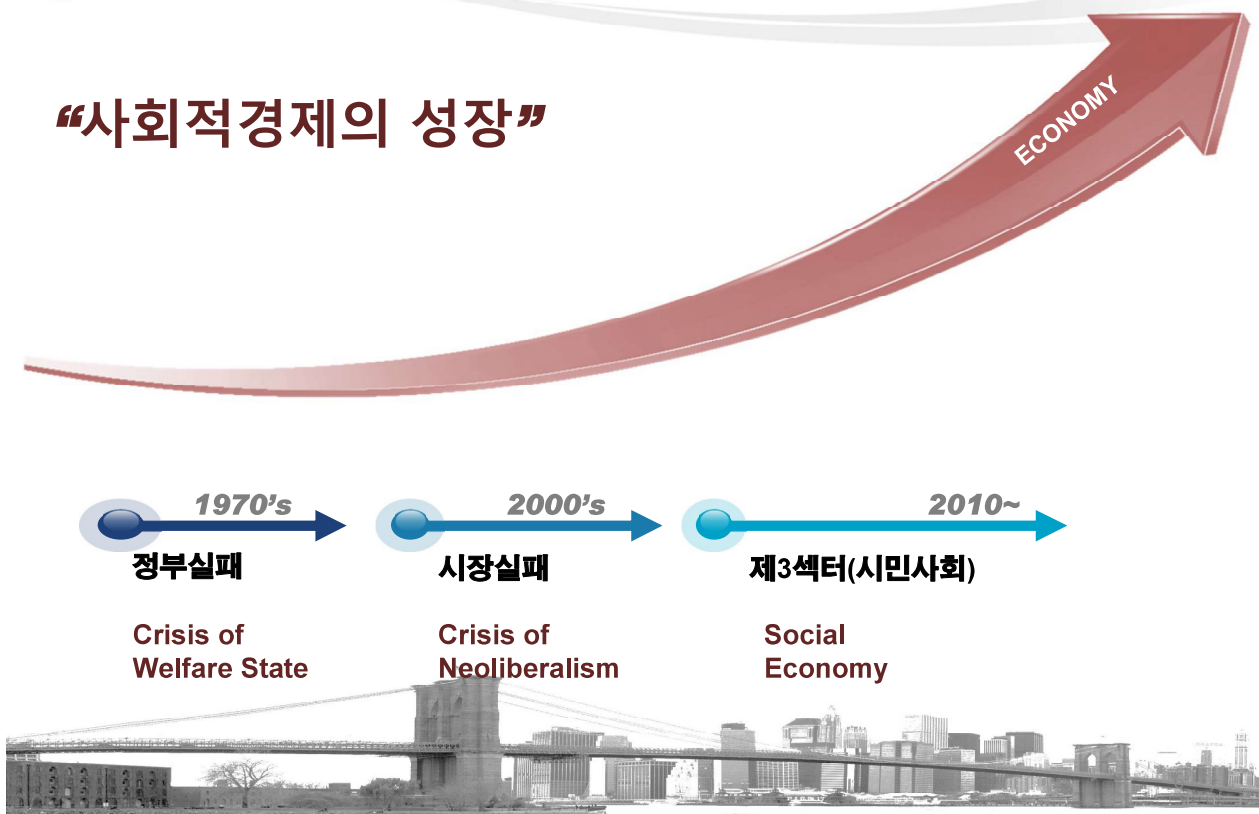 “사회적경제의 성장”
ECONOMY
1970’s
2000’s
2010~
정부실패
시장실패
제3섹터(시민사회)
Crisis of
Welfare State
Crisis of
Neoliberalism
Social
Economy